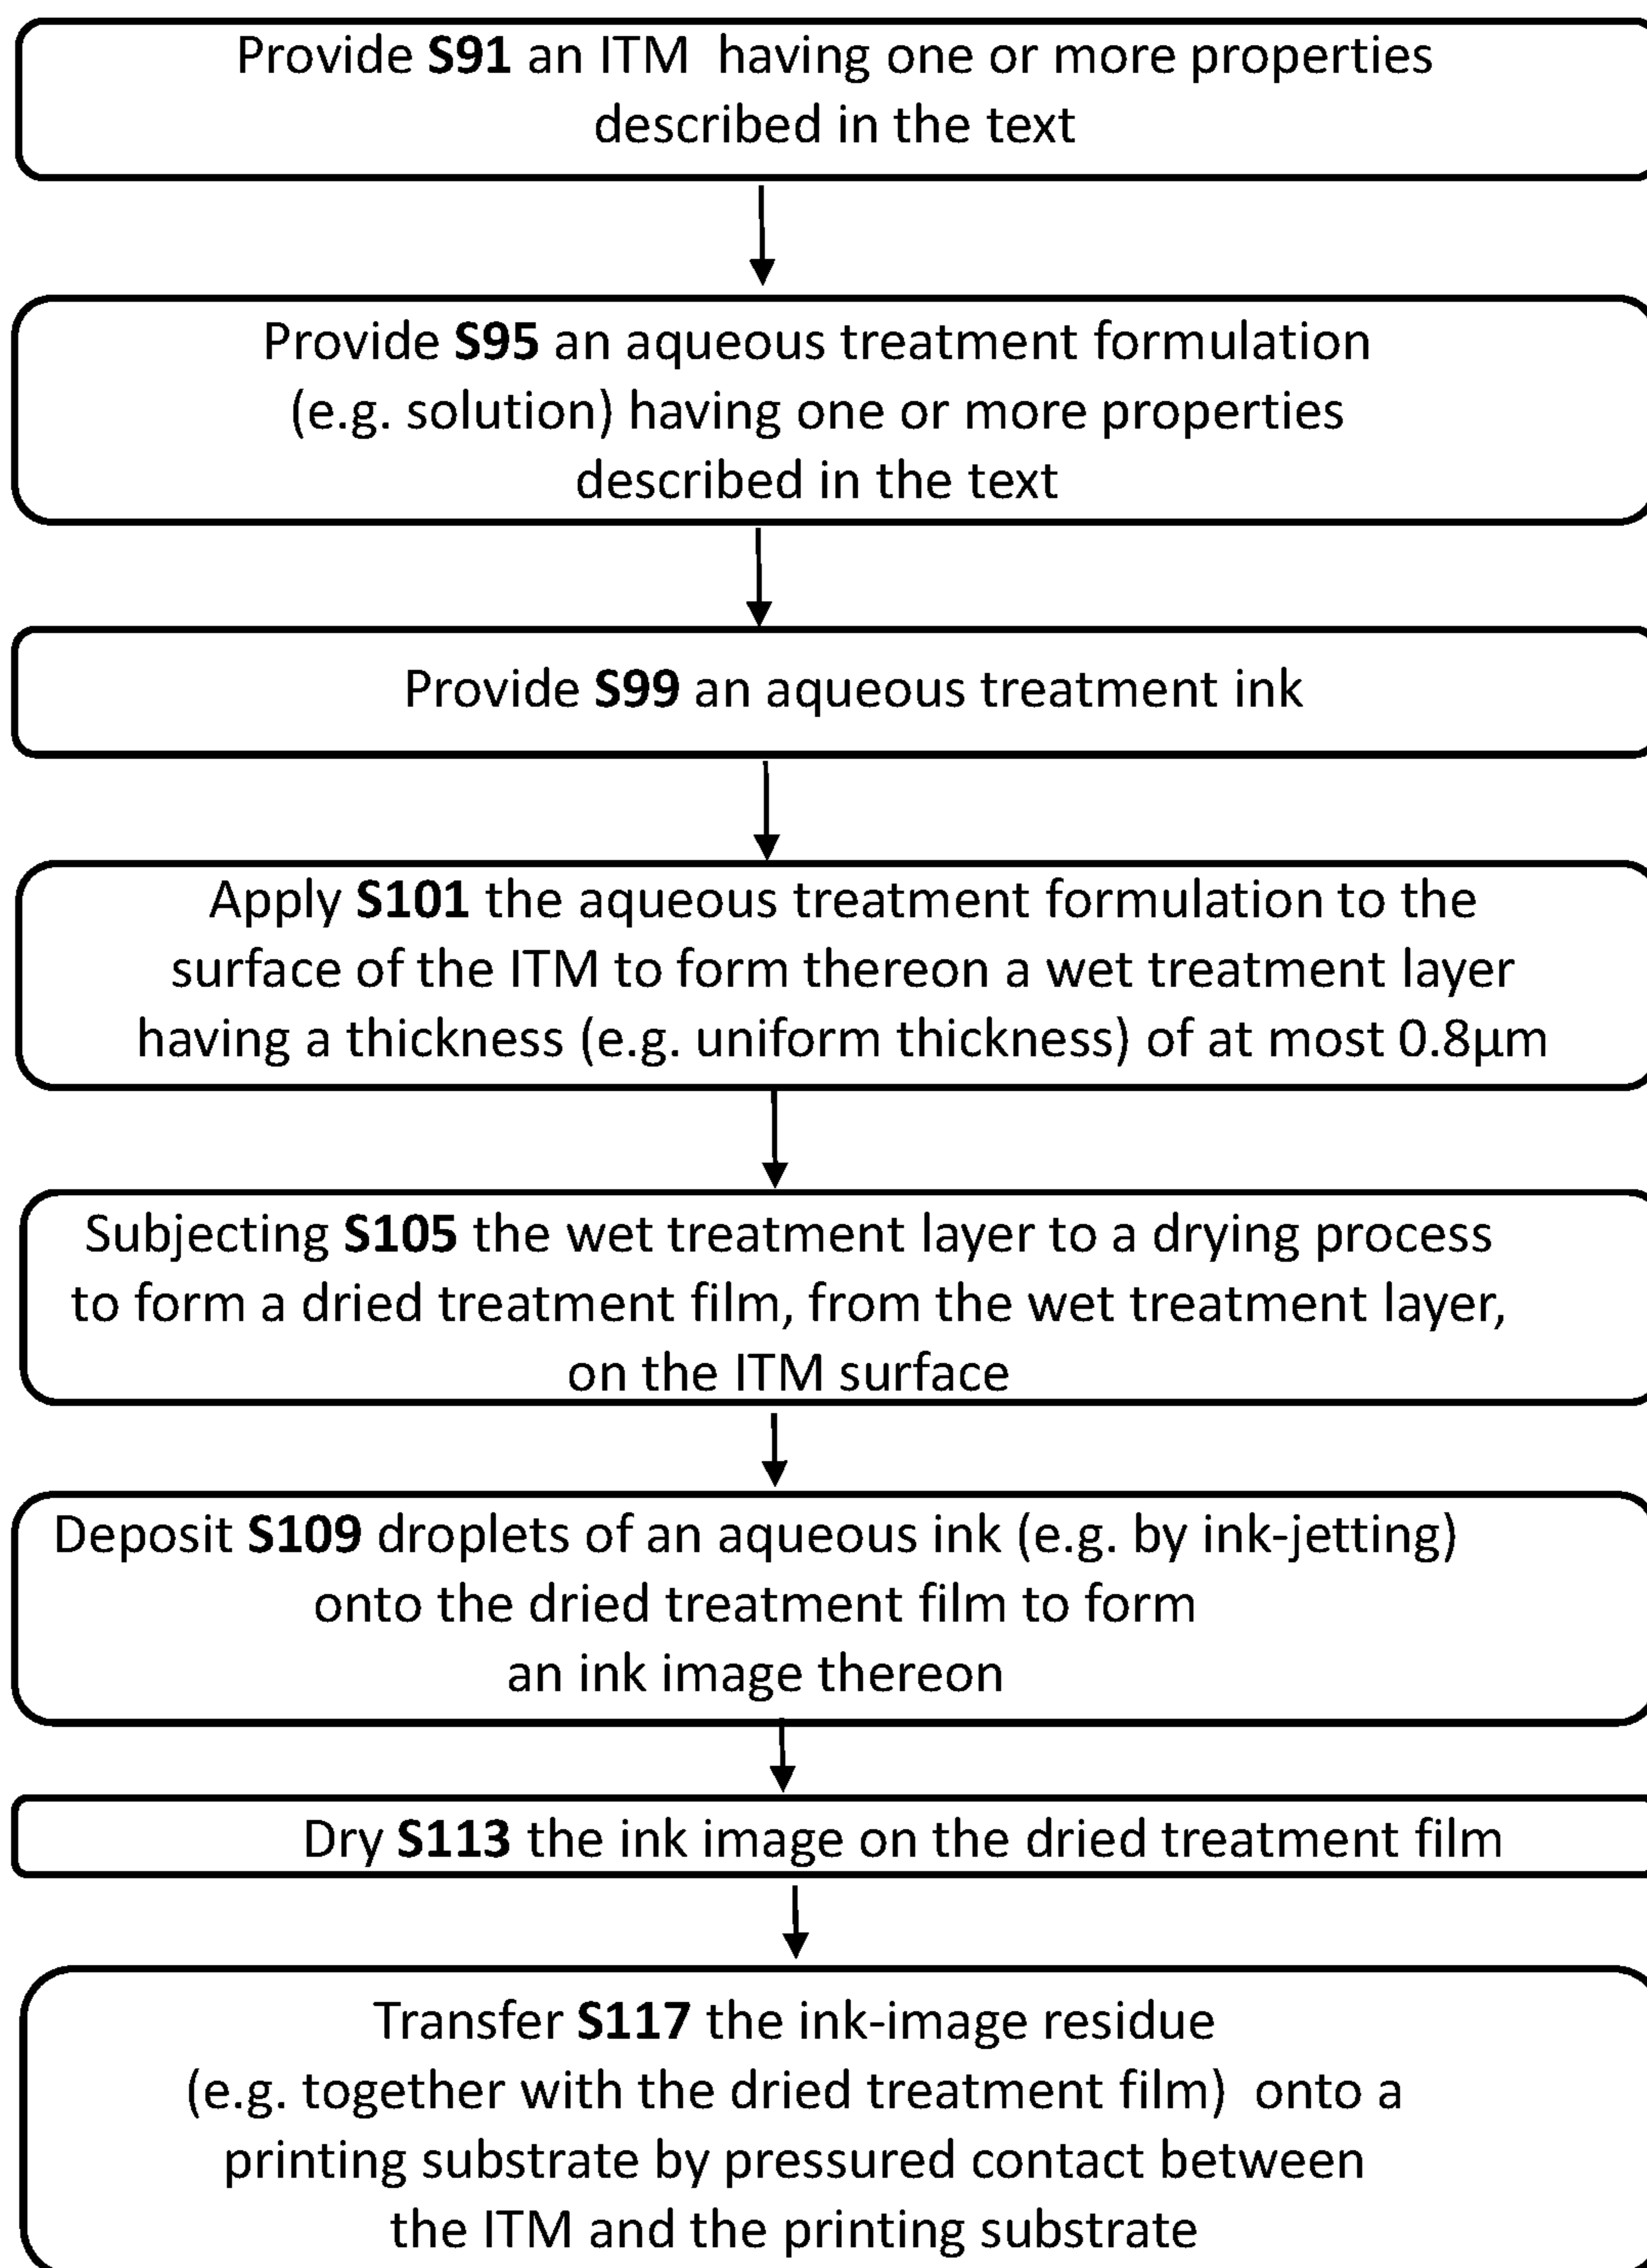 Provide S91 an ITM having one or more properties
described in the text
Provide S95 an aqueous treatment formulation
(e.g. solution) having one or more properties
described in the text
Provide S99 an aqueous treatment ink
Apply S101 the aqueous treatment formulation to the
surface of the ITM to form thereon a wet treatment layer
having a thickness (e.g. uniform thickness) of at most 0.8µm
Subjecting S105 the wet treatment layer to a drying process
to form a dried treatment film, from the wet treatment layer,
on the ITM surface
Deposit S109 droplets of an aqueous ink (e.g. by ink-jetting)
onto the dried treatment film to form
an ink image thereon
Dry S113 the ink image on the dried treatment film
Transfer S117 the ink-image residue
(e.g. together with the dried treatment film) onto a
printing substrate by pressured contact between
the ITM and the printing substrate